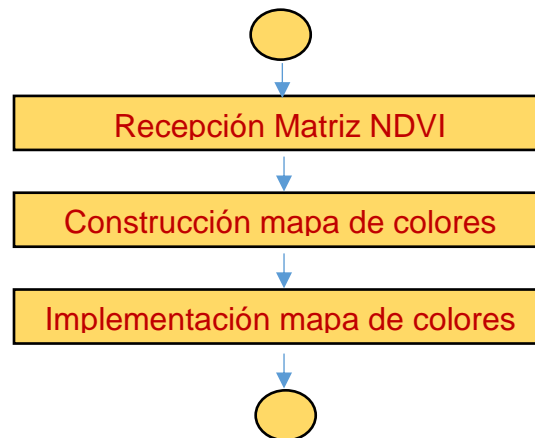 Recepción Matriz NDVI
Construcción mapa de colores
Implementación mapa de colores